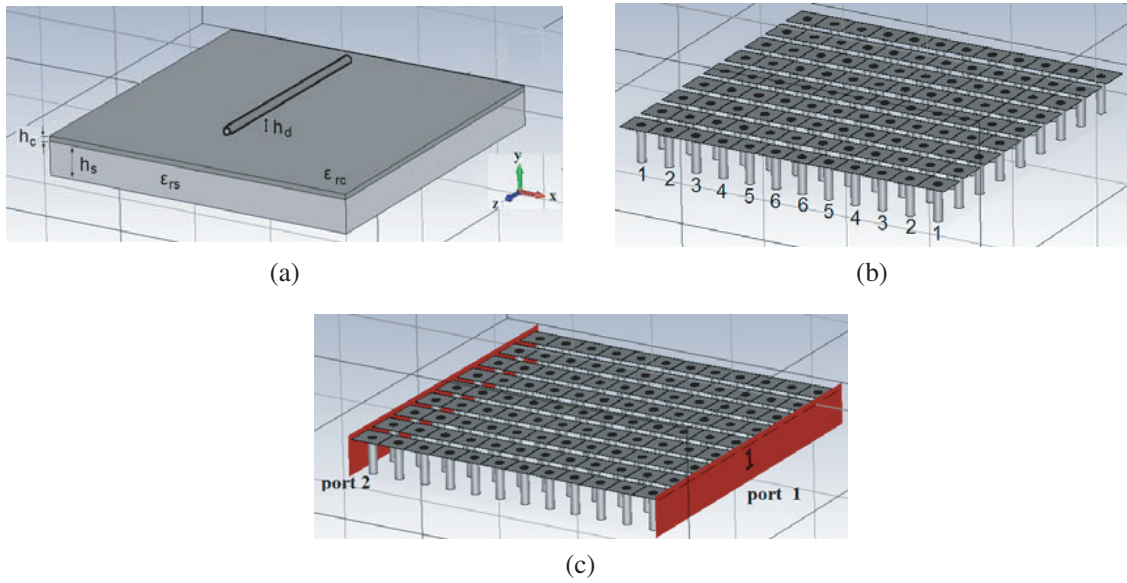 h_c
h_s
ε_rs
h_d
ε_rc
y
z
x
(a)
1 2 3 4 5 6 6 5 4 3 2 1
(b)
port 2
1
port 1
(c)